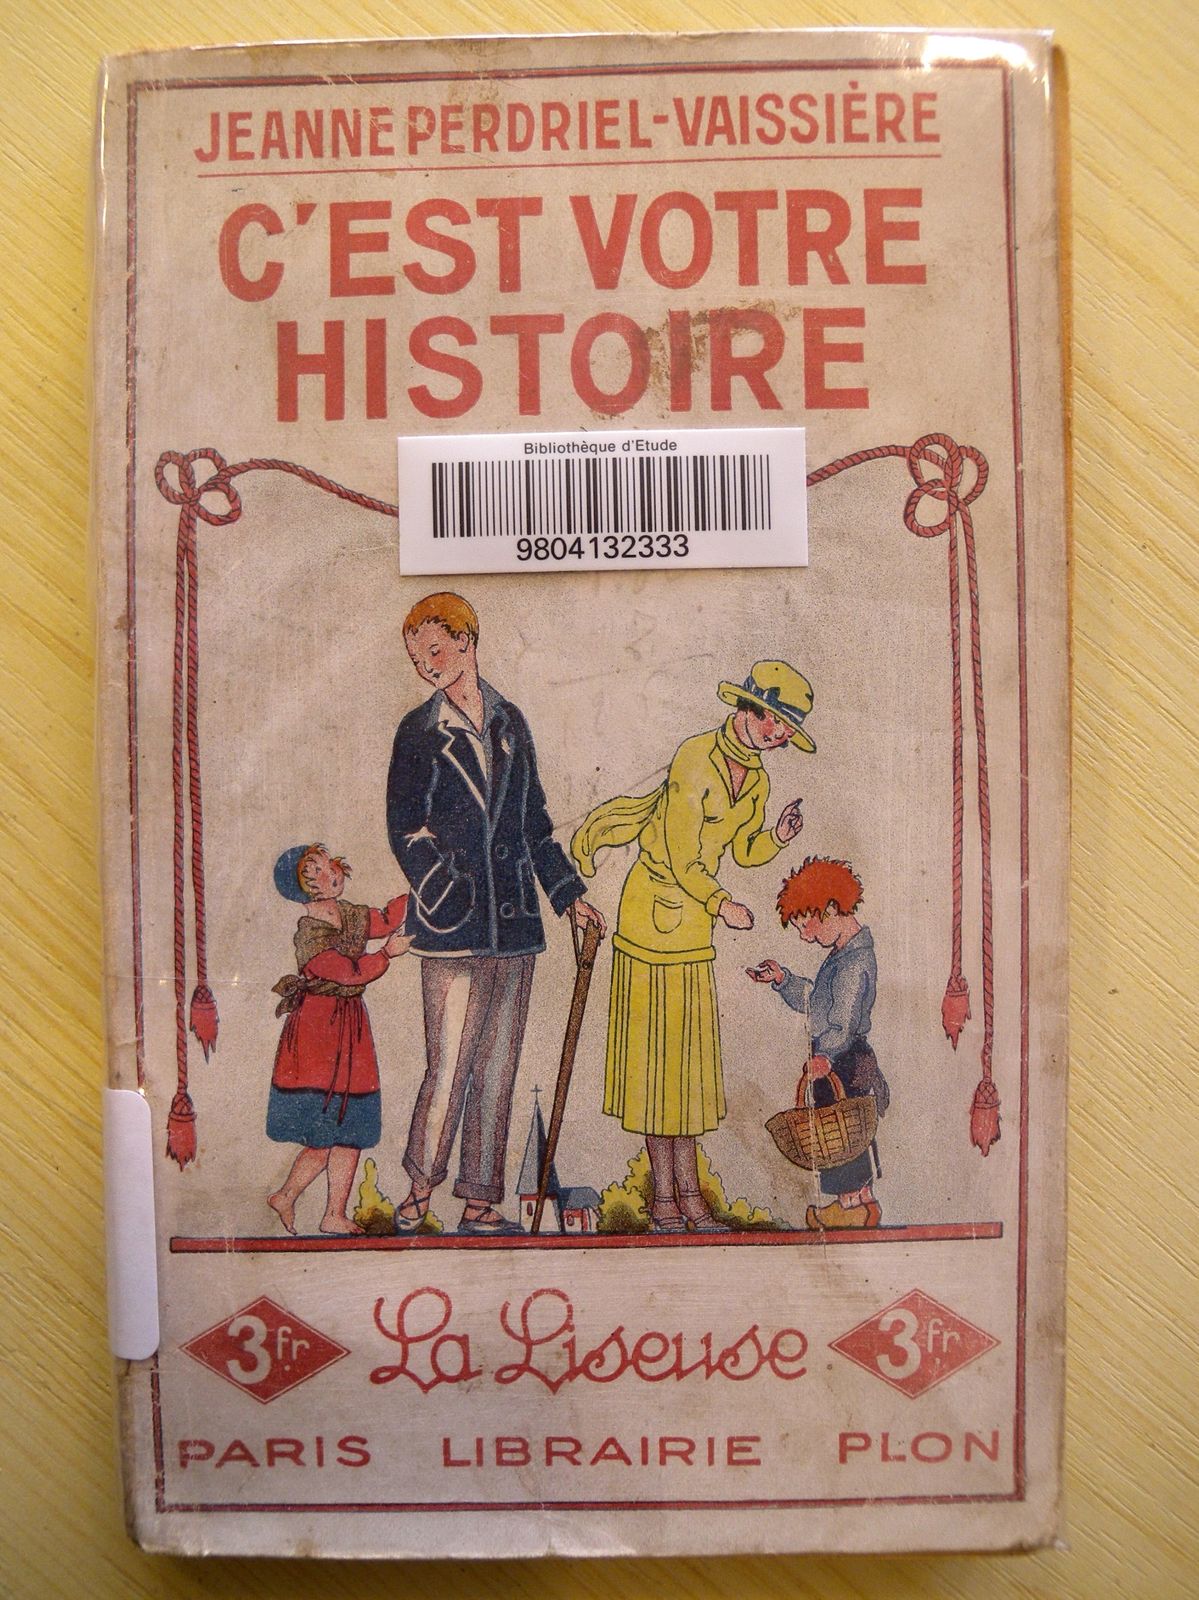 JEANNE PERDRIEL-VAISSIÈRE
C'EST VOTRE
HISTOIRE
Bibliothèque d'Etude
9804132333
3fr La Liseuse 3fr
PARIS LIBRAIRIE PLON